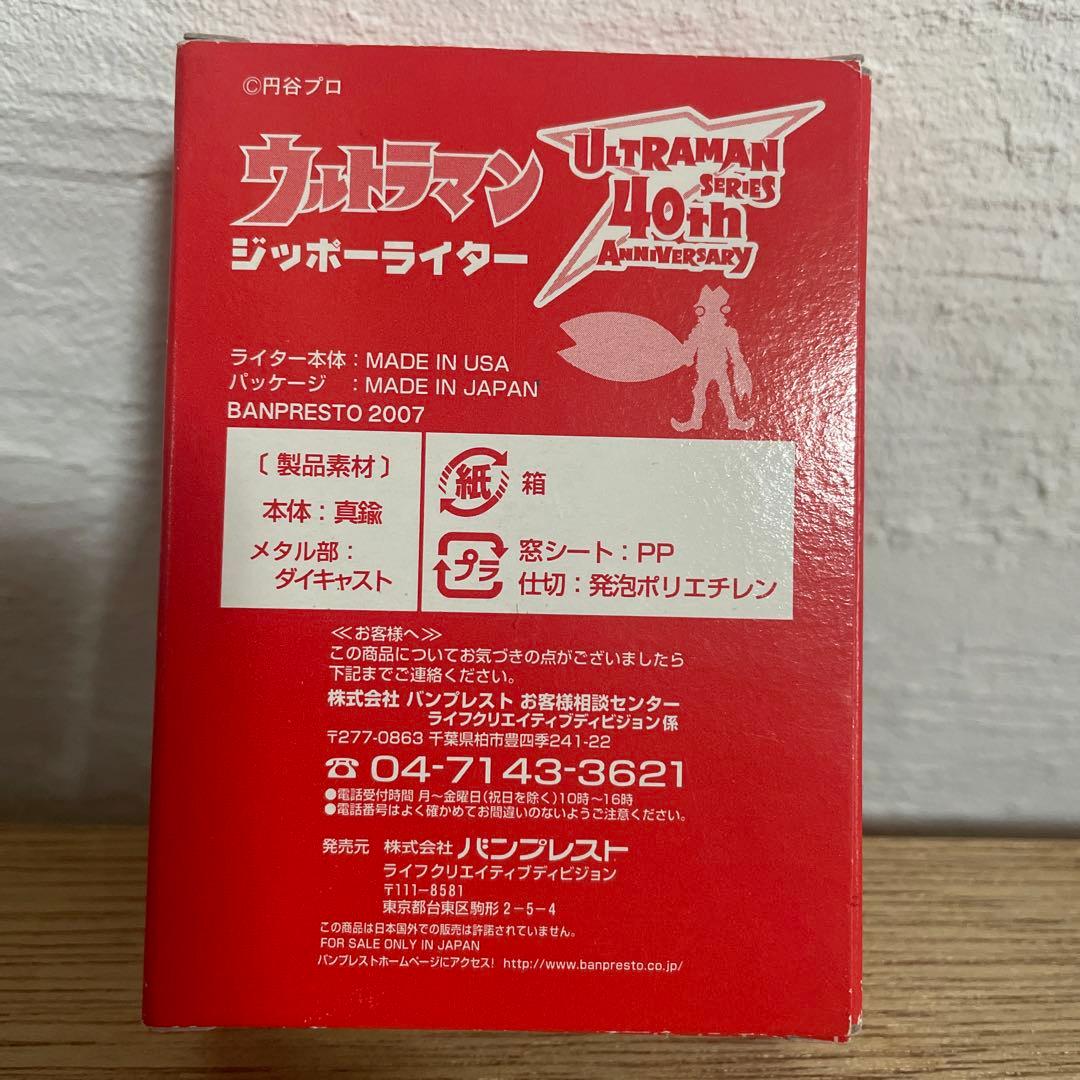 ©円谷プロ
ウルトラマン
ジッポーライター
ULTRAMAN
SERIES
40th
ANNIVERSARY
ライター本体：MADE IN USA
パッケージ　：MADE IN JAPAN
BANPRESTO 2007
〔 製品素材 〕
本体：真鍮
メタル部：
ダイキャスト
紙 箱
プラ 窓シート：PP
仕切：発泡ポリエチレン
≪お客様へ≫
この商品についてお気づきの点がございましたら
下記までご連絡ください。
株式会社 バンプレスト お客様相談センター
ライフクリエイティブディビジョン係
〒277-0863 千葉県柏市豊四季241-22
☎ 04-7143-3621
●電話受付時間 月～金曜日(祝日を除く)10時～16時
●電話番号はよく確かめてお間違いのないようご注意ください。
発売元　株式会社 バンプレスト
ライフクリエイティブディビジョン
〒111-8581
東京都台東区駒形2-5-4
この商品は日本国外での販売は許諾されていません。
FOR SALE ONLY IN JAPAN
バンプレストホームページにアクセス! http://www.banpresto.co.jp/